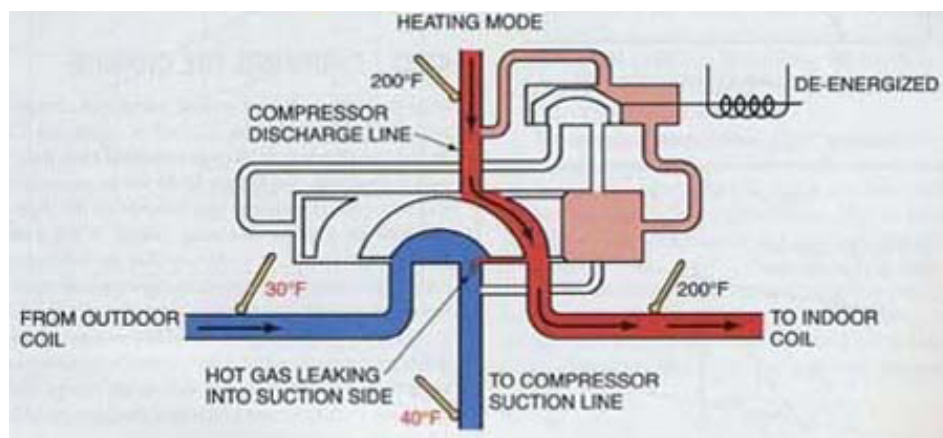 HEATING MODE
200°F
DE-ENERGIZED
COMPRESSOR
DISCHARGE LINE
30°F
200°F
FROM OUTDOOR
COIL
TO INDOOR
COIL
HOT GAS LEAKING
INTO SUCTION SIDE
TO COMPRESSOR
SUCTION LINE
40°F